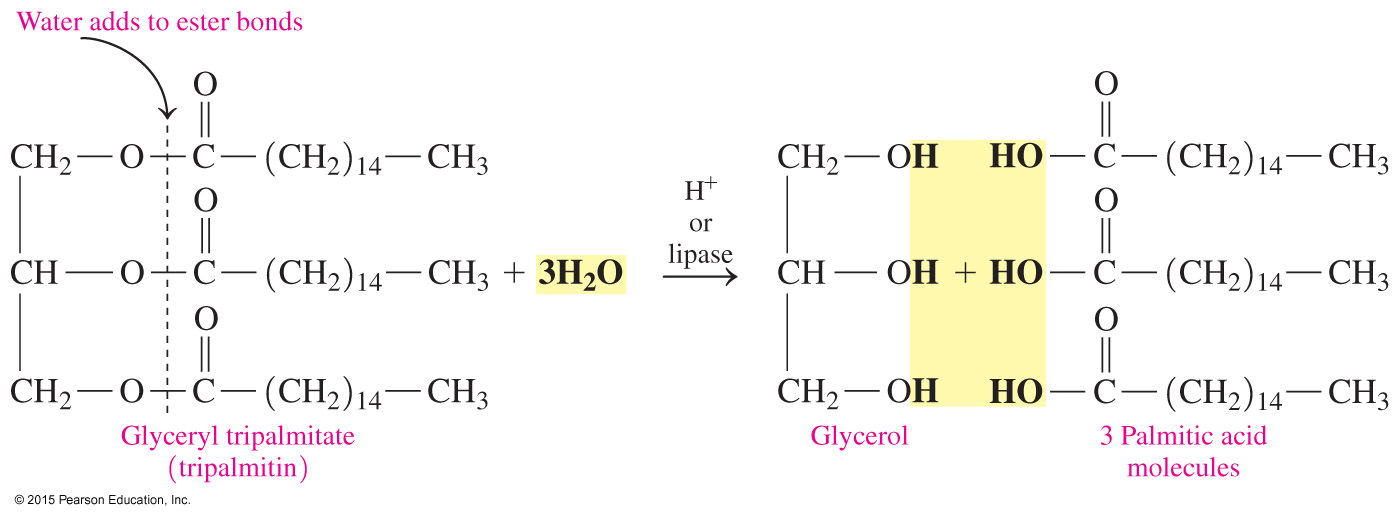 Water adds to ester bonds
O O
CH₂—O—C—(CH₂)₁₄—CH₃ CH₂—OH HO—C—(CH₂)₁₄—CH₃
H⁺
O or O
lipase
CH—O—C—(CH₂)₁₄—CH₃ + 3H₂O CH—OH + HO—C—(CH₂)₁₄—CH₃
O O
CH₂—O—C—(CH₂)₁₄—CH₃ CH₂—OH HO—C—(CH₂)₁₄—CH₃
Glyceryl tripalmitate Glycerol 3 Palmitic acid
(tripalmitin) molecules
© 2015 Pearson Education, Inc.